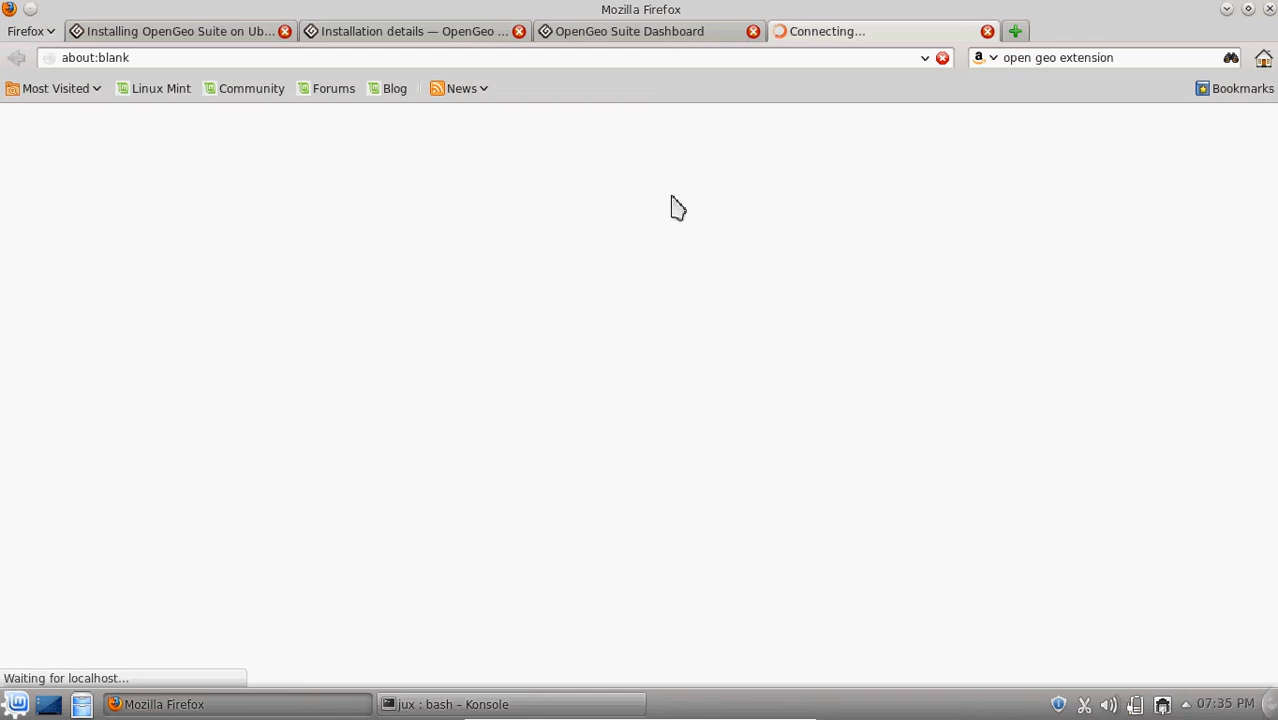 Mozilla Firefox
Firefox
Installing OpenGeo Suite on Ub...
Installation details — OpenGeo ...
OpenGeo Suite Dashboard
Connecting...
about:blank
open geo extension
Most Visited
Linux Mint
Community
Forums
Blog
News
Bookmarks
Waiting for localhost...
Mozilla Firefox
jux : bash – Konsole
07:35 PM